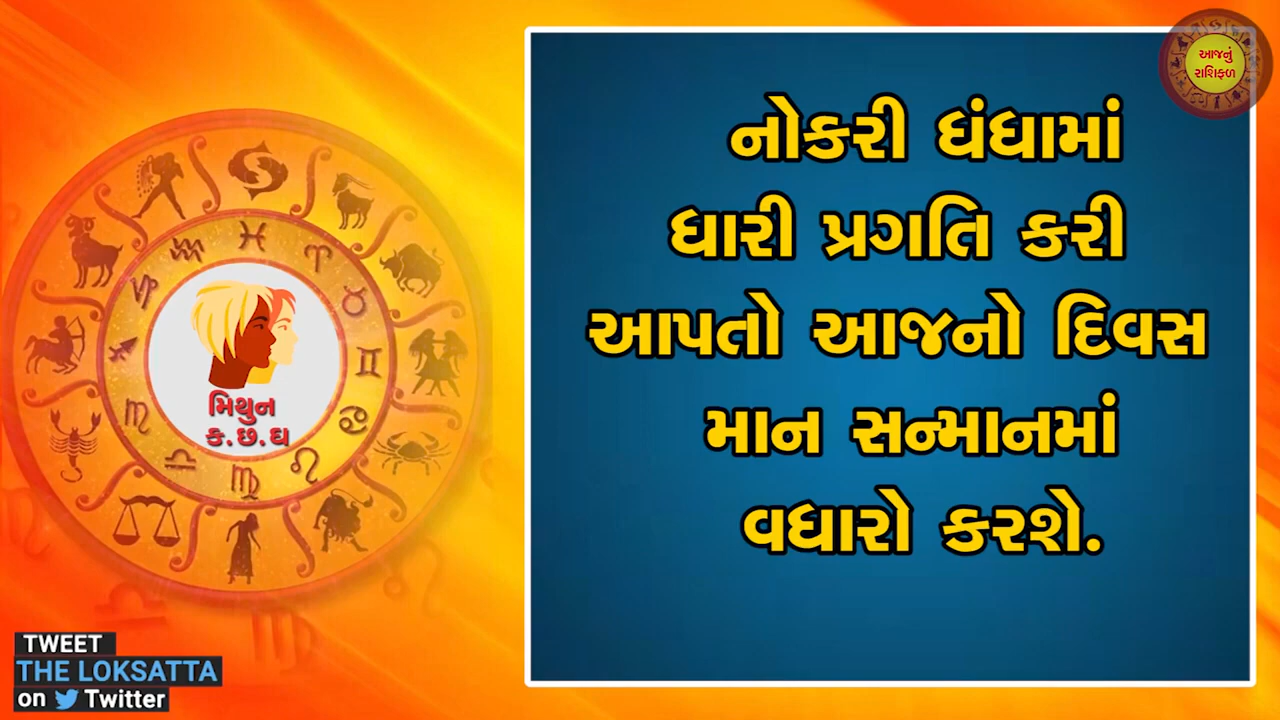 આજનું
રાશિફળ
નોકરી ધંધામાં
ધારી પ્રગતિ કરી
આપતો આજનો દિવસ
માન સન્માનમાં
વધારો કરશે.
મિથુન
ક.છ.ઘ
TWEET
THE LOKSATTA
on Twitter